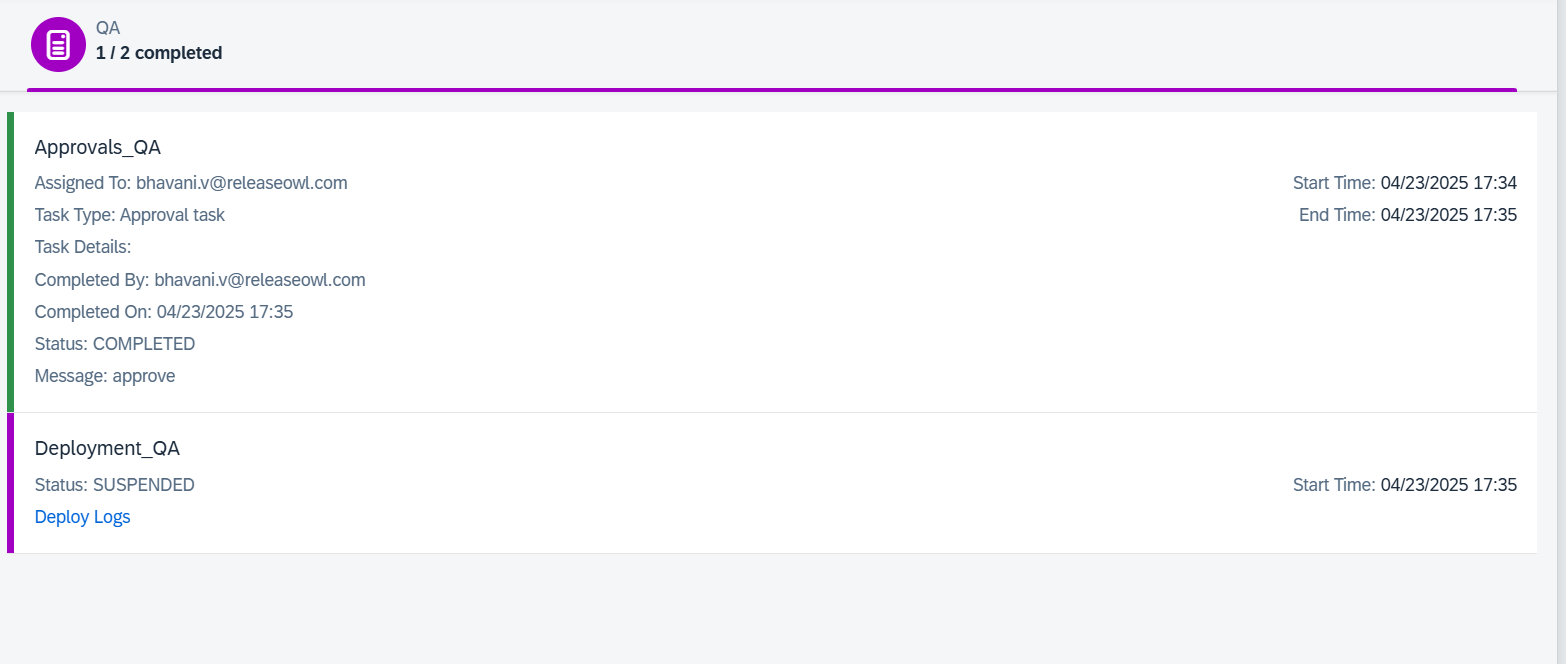 QA
1 / 2 completed
Approvals_QA
Assigned To: bhavani.v@releaseowl.com
Start Time: 04/23/2025 17:34
Task Type: Approval task
End Time: 04/23/2025 17:35
Task Details:
Completed By: bhavani.v@releaseowl.com
Completed On: 04/23/2025 17:35
Status: COMPLETED
Message: approve
Deployment_QA
Status: SUSPENDED
Start Time: 04/23/2025 17:35
Deploy Logs